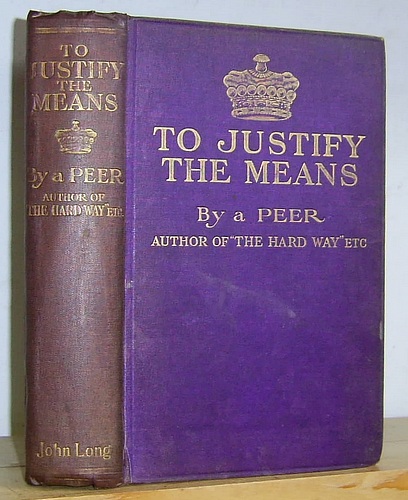 TO
JUSTIFY
THE
MEANS
By a PEER
AUTHOR OF
"THE HARD WAY" ETC.
John Long
TO JUSTIFY
THE MEANS
By a PEER
AUTHOR OF "THE HARD WAY" ETC